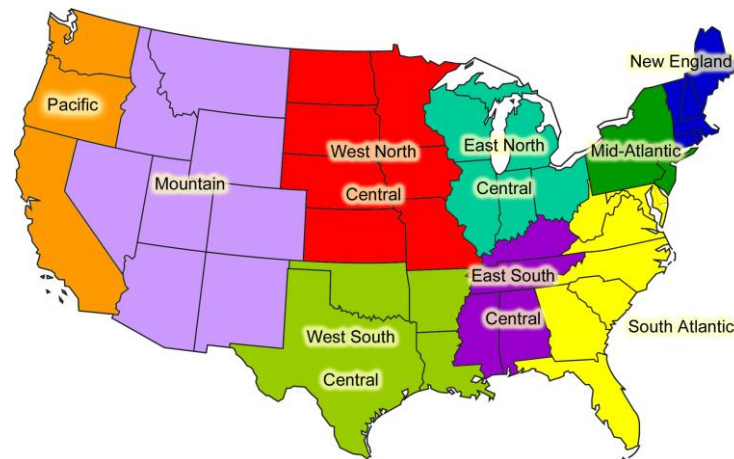 New England
Pacific
Mid-Atlantic
West North
Central
East North
Central
Mountain
East South
Central
South Atlantic
West South
Central